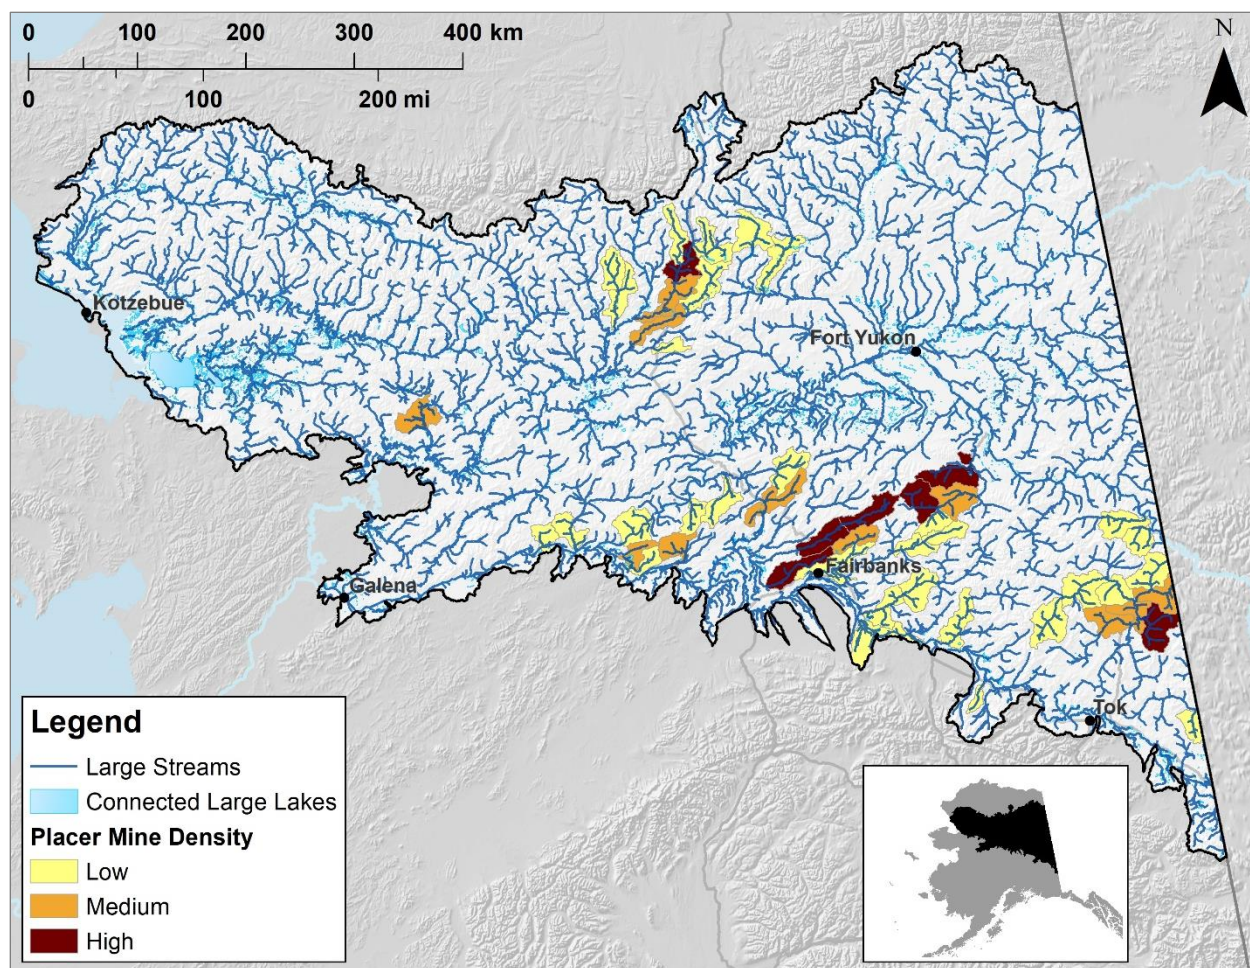 0 100 200 300 400 km
0 100 200 mi
N
Kotzebue
Fort Yukon
Fairbanks
Galena
Tok
Legend
Large Streams
Connected Large Lakes
Placer Mine Density
Low
Medium
High